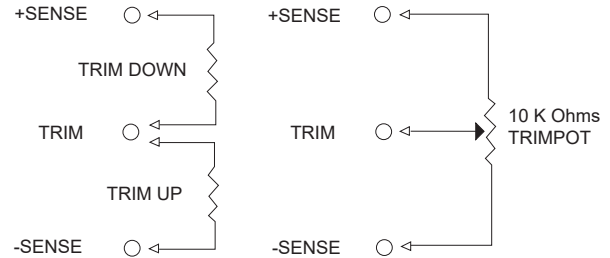 +SENSE
TRIM DOWN
TRIM
TRIM UP
-SENSE
+SENSE
TRIM
10 K Ohms
TRIMPOT
-SENSE